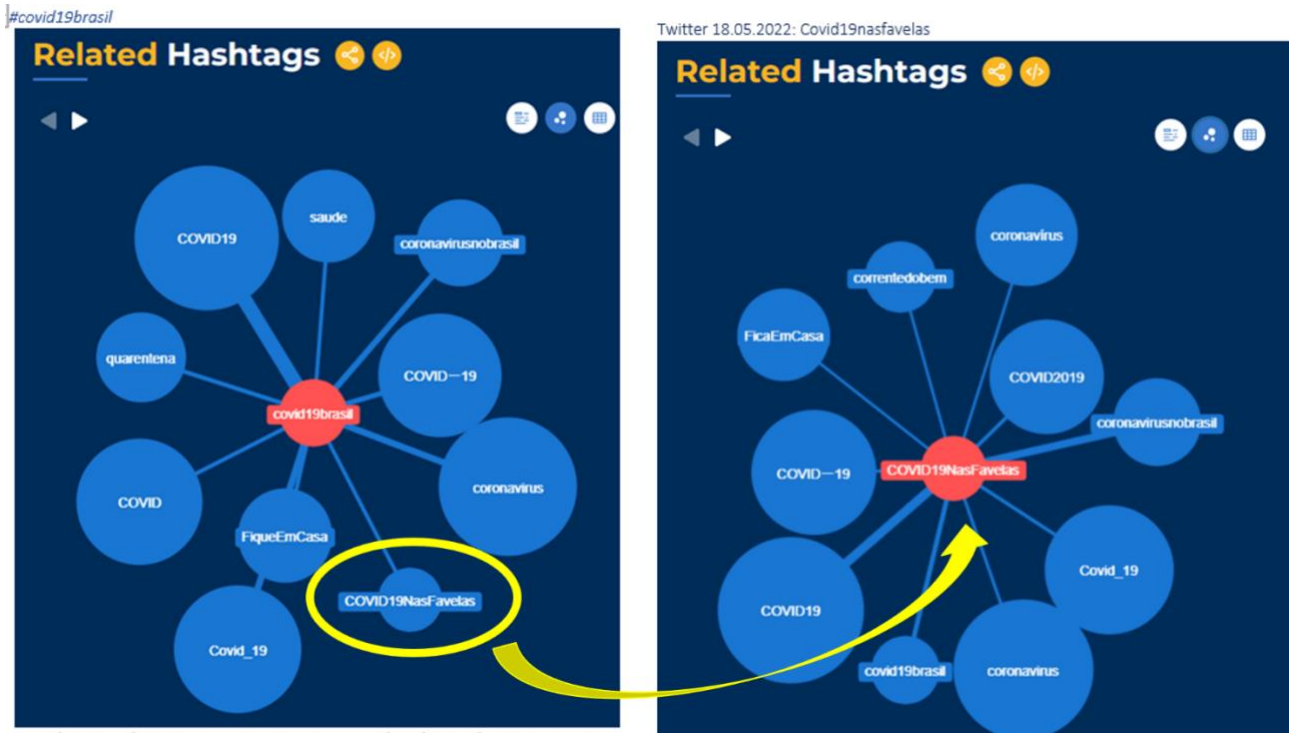 #covid19brasil
Related Hashtags
COVID19
saude
coronavirusnobrasil
quarentena
COVID—19
covid19brasil
COVID
coronavirus
FiqueEmCasa
COVID19NasFavelas
Covid_19
Twitter 18.05.2022: Covid19nasfavelas
Related Hashtags
coronavírus
correntedobem
FicaEmCasa
COVID2019
coronavirusnobrasil
COVID19NasFavelas
COVID—19
Covid_19
COVID19
covid19brasil
coronavirus